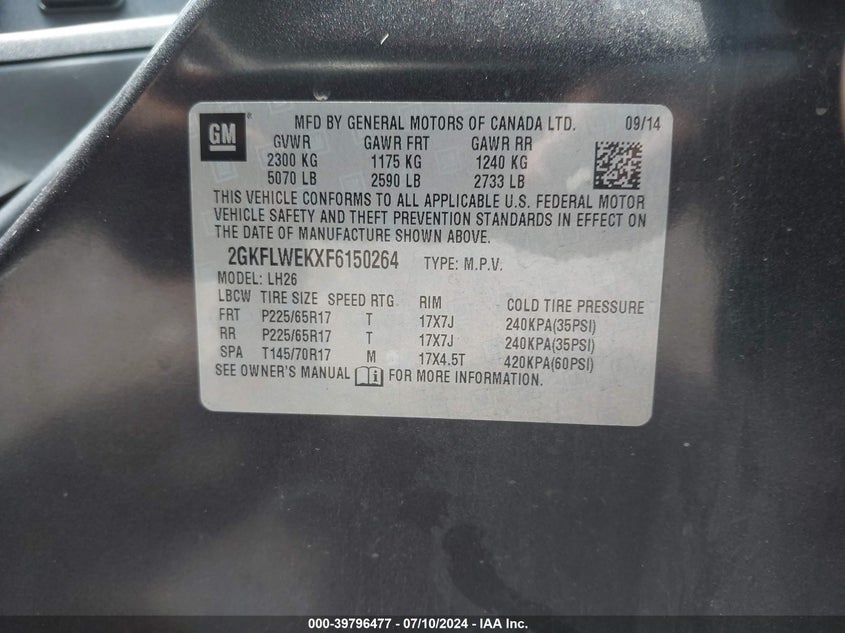 GM
MFD BY GENERAL MOTORS OF CANADA LTD. 09/14
GVWR GAWR FRT GAWR RR
2300 KG 1175 KG 1240 KG
5070 LB 2590 LB 2733 LB
THIS VEHICLE CONFORMS TO ALL APPLICABLE U.S. FEDERAL MOTOR
VEHICLE SAFETY AND THEFT PREVENTION STANDARDS IN EFFECT ON
THE DATE OF MANUFACTURE SHOWN ABOVE.
2GKFLWEKXF6150264 TYPE: M.P.V.
MODEL: LH26
LBCW TIRE SIZE SPEED RTG RIM COLD TIRE PRESSURE
FRT P225/65R17 T 17X7J 240KPA(35PSI)
RR P225/65R17 T 17X7J 240KPA(35PSI)
SPA T145/70R17 M 17X4.5T 420KPA(60PSI)
SEE OWNER'S MANUAL FOR MORE INFORMATION.
000-39796477 - 07/10/2024 - IAAI Inc.